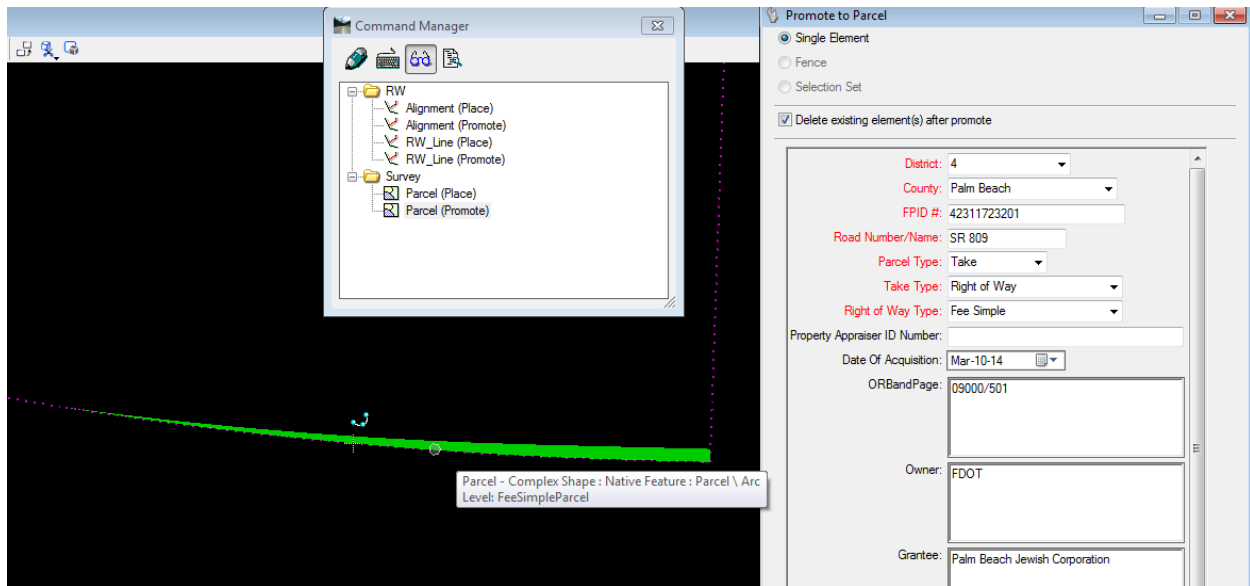 Command Manager
RW
Alignment (Place)
Alignment (Promote)
RW_Line (Place)
RW_Line (Promote)
Survey
Parcel (Place)
Parcel (Promote)
Parcel - Complex Shape : Native Feature : Parcel \ Arc
Level: FeeSimpleParcel
Promote to Parcel
Single Element
Fence
Selection Set
Delete existing element(s) after promote
District: 4
County: Palm Beach
FPID #: 42311723201
Road Number/Name: SR 809
Parcel Type: Take
Take Type: Right of Way
Right of Way Type: Fee Simple
Property Appraiser ID Number:
Date Of Acquisition: Mar-10-14
ORBandPage: 09000/501
Owner: FDOT
Grantee: Palm Beach Jewish Corporation